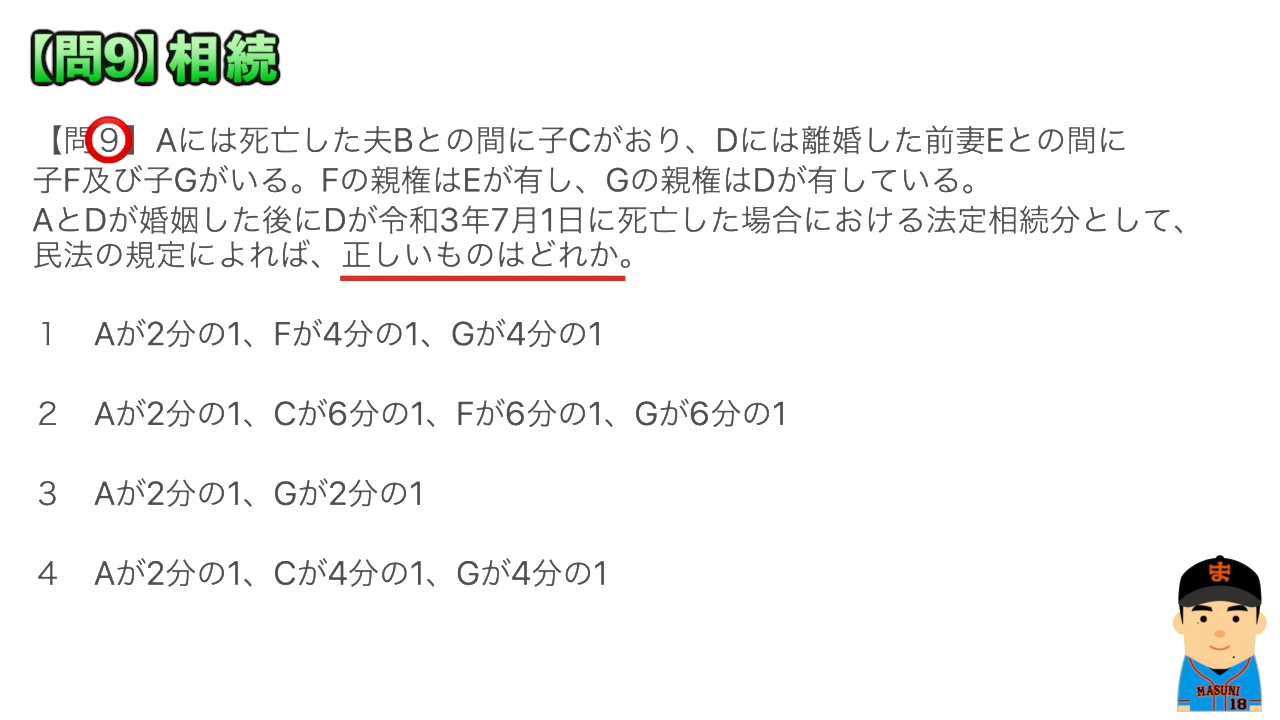 【問9】相続
【問９】Aには死亡した夫Bとの間に子Cがおり、Dには離婚した前妻Eとの間に
子F及び子Gがいる。Fの親権はEが有し、Gの親権はDが有している。
AとDが婚姻した後にDが令和3年7月1日に死亡した場合における法定相続分として、
民法の規定によれば、正しいものはどれか。
１　Aが2分の1、Fが4分の1、Gが4分の1
２　Aが2分の1、Cが6分の1、Fが6分の1、Gが6分の1
３　Aが2分の1、Gが2分の1
４　Aが2分の1、Cが4分の1、Gが4分の1
ま
MASUNI
18